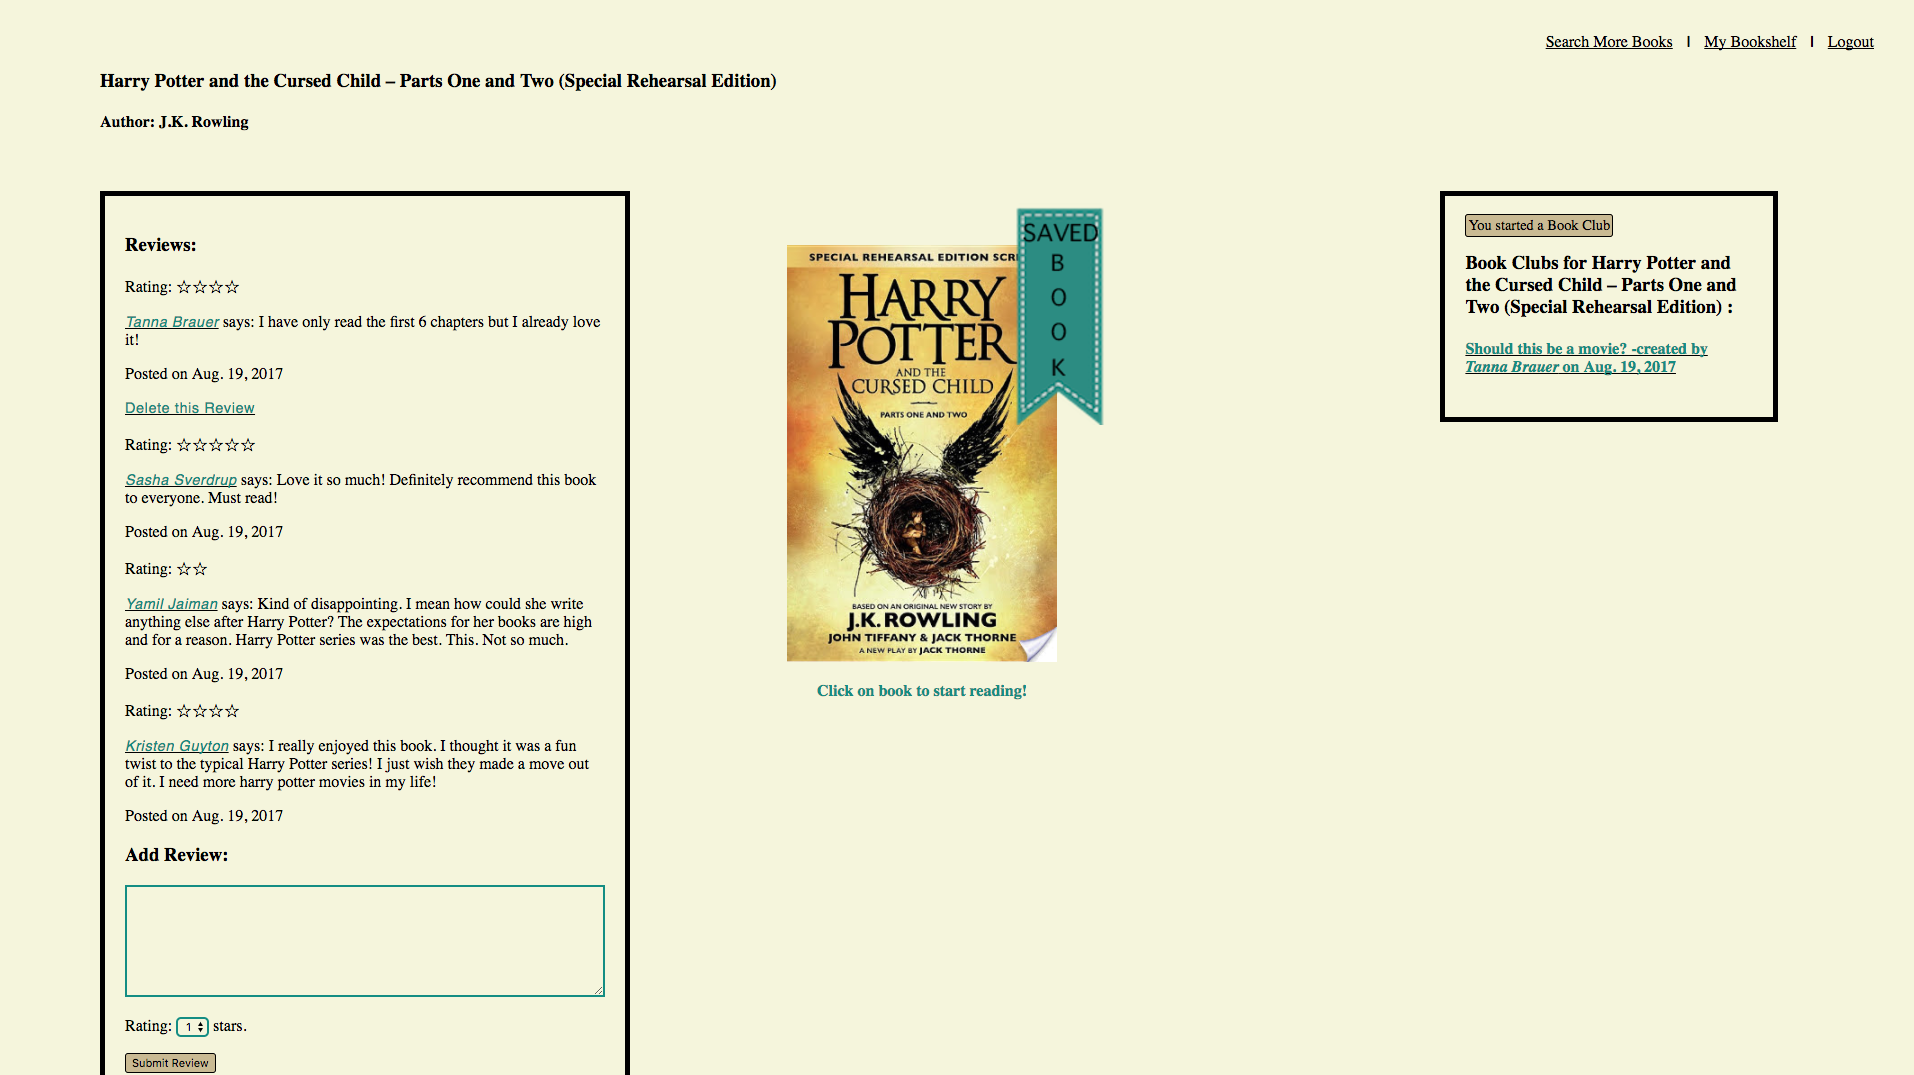 Search More Books | My Bookshelf | Logout
Harry Potter and the Cursed Child – Parts One and Two (Special Rehearsal Edition)
Author: J.K. Rowling
Reviews:
Rating: ☆☆☆☆
Tanna Brauer says: I have only read the first 6 chapters but I already love
it!
Posted on Aug. 19, 2017
Delete this Review
Rating: ☆☆☆☆☆
Sasha Sverdrup says: Love it so much! Definitely recommend this book
to everyone. Must read!
Posted on Aug. 19, 2017
Rating: ☆☆
Yamil Jaiman says: Kind of disappointing. I mean how could she write
anything else after Harry Potter? The expectations for her books are high
and for a reason. Harry Potter series was the best. This. Not so much.
Posted on Aug. 19, 2017
Rating: ☆☆☆☆
Kristen Guyton says: I really enjoyed this book. I thought it was a fun
twist to the typical Harry Potter series! I just wish they made a move out
of it. I need more harry potter movies in my life!
Posted on Aug. 19, 2017
Add Review:
Rating: 1 stars.
Submit Review
SAVED
B
O
O
K
SPECIAL REHEARSAL EDITION SCRI
HARRY
POTTER
AND THE
CURSED CHILD
PARTS ONE AND TWO
BASED ON AN ORIGINAL NEW STORY BY
J.K. ROWLING
JOHN TIFFANY & JACK THORNE
A NEW PLAY BY JACK THORNE
Click on book to start reading!
You started a Book Club
Book Clubs for Harry Potter and
the Cursed Child – Parts One and
Two (Special Rehearsal Edition) :
Should this be a movie? -created by
Tanna Brauer on Aug. 19, 2017